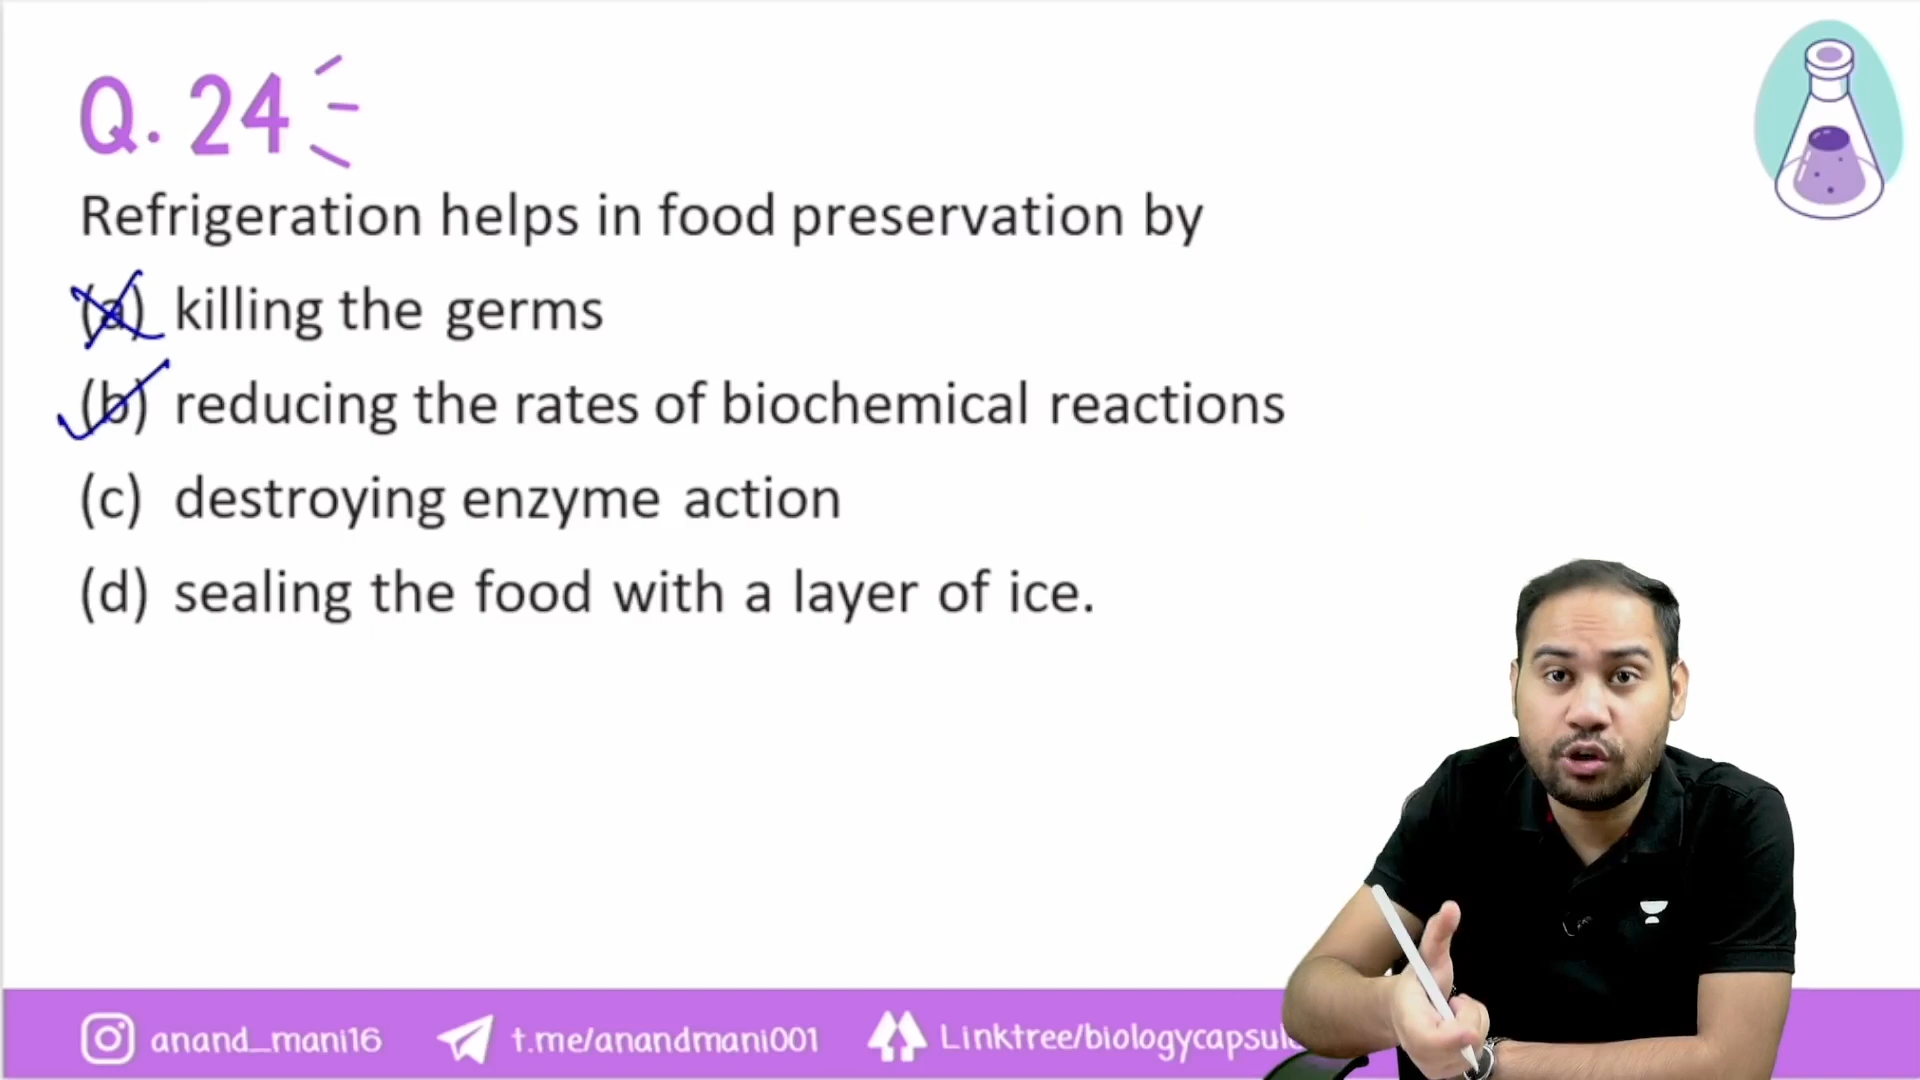 Q. 24
Refrigeration helps in food preservation by
(a) killing the germs
(b) reducing the rates of biochemical reactions
(c) destroying enzyme action
(d) sealing the food with a layer of ice.
anand_mani16 t.me/anandmani001 Linktree/biologycapsul